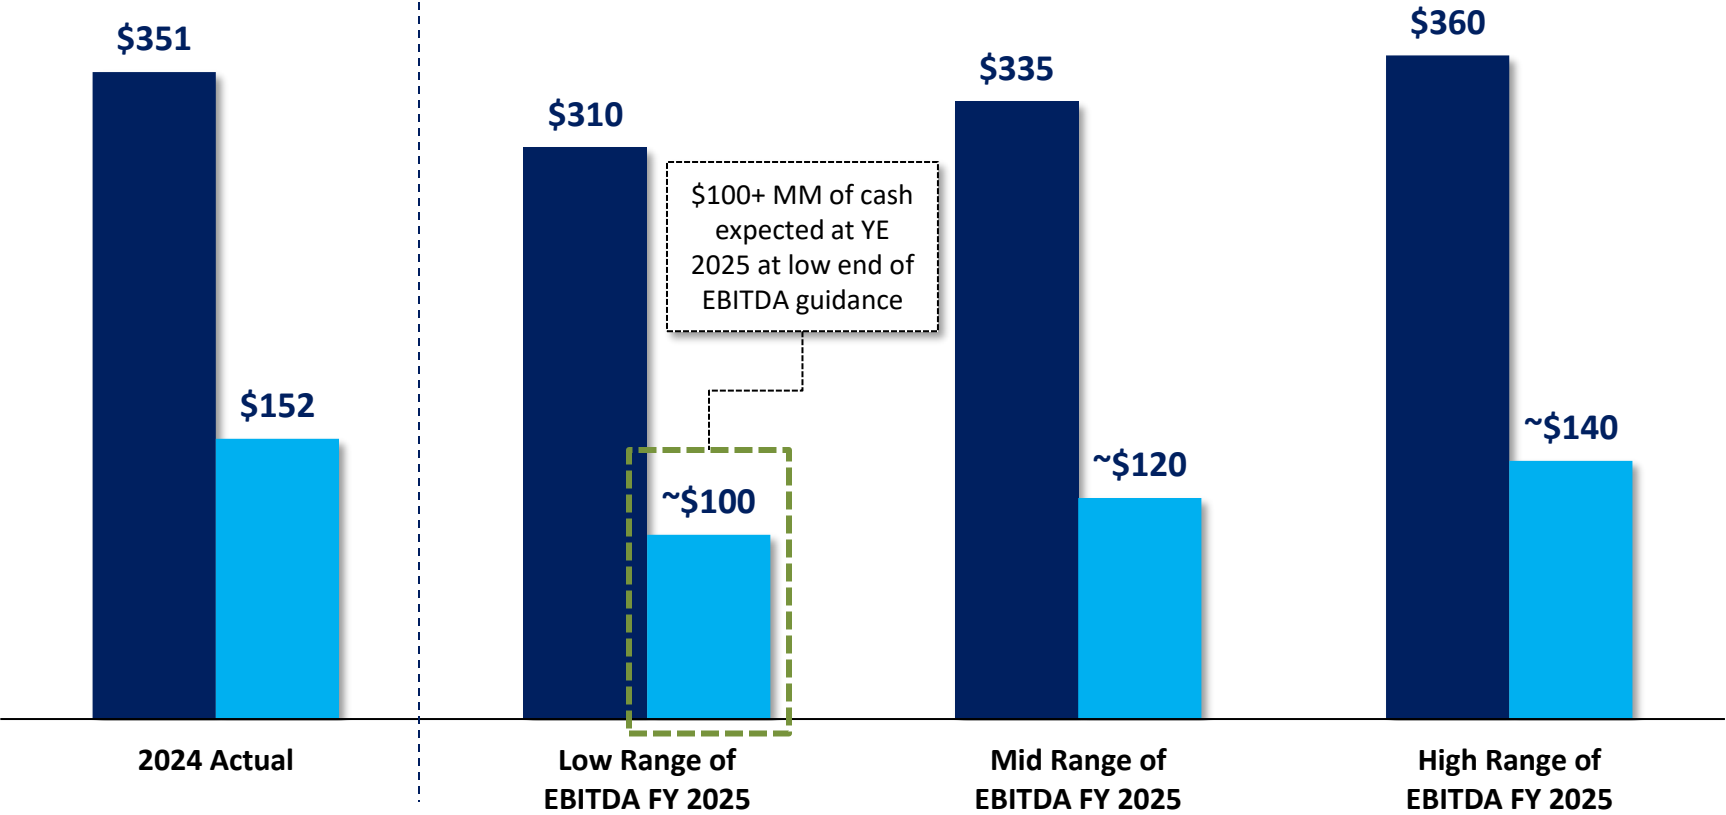 $351
$152
2024 Actual
$310
~$100
$100+ MM of cash
expected at YE
2025 at low end of
EBITDA guidance
Low Range of
EBITDA FY 2025
$335
~$120
Mid Range of
EBITDA FY 2025
$360
~$140
High Range of
EBITDA FY 2025